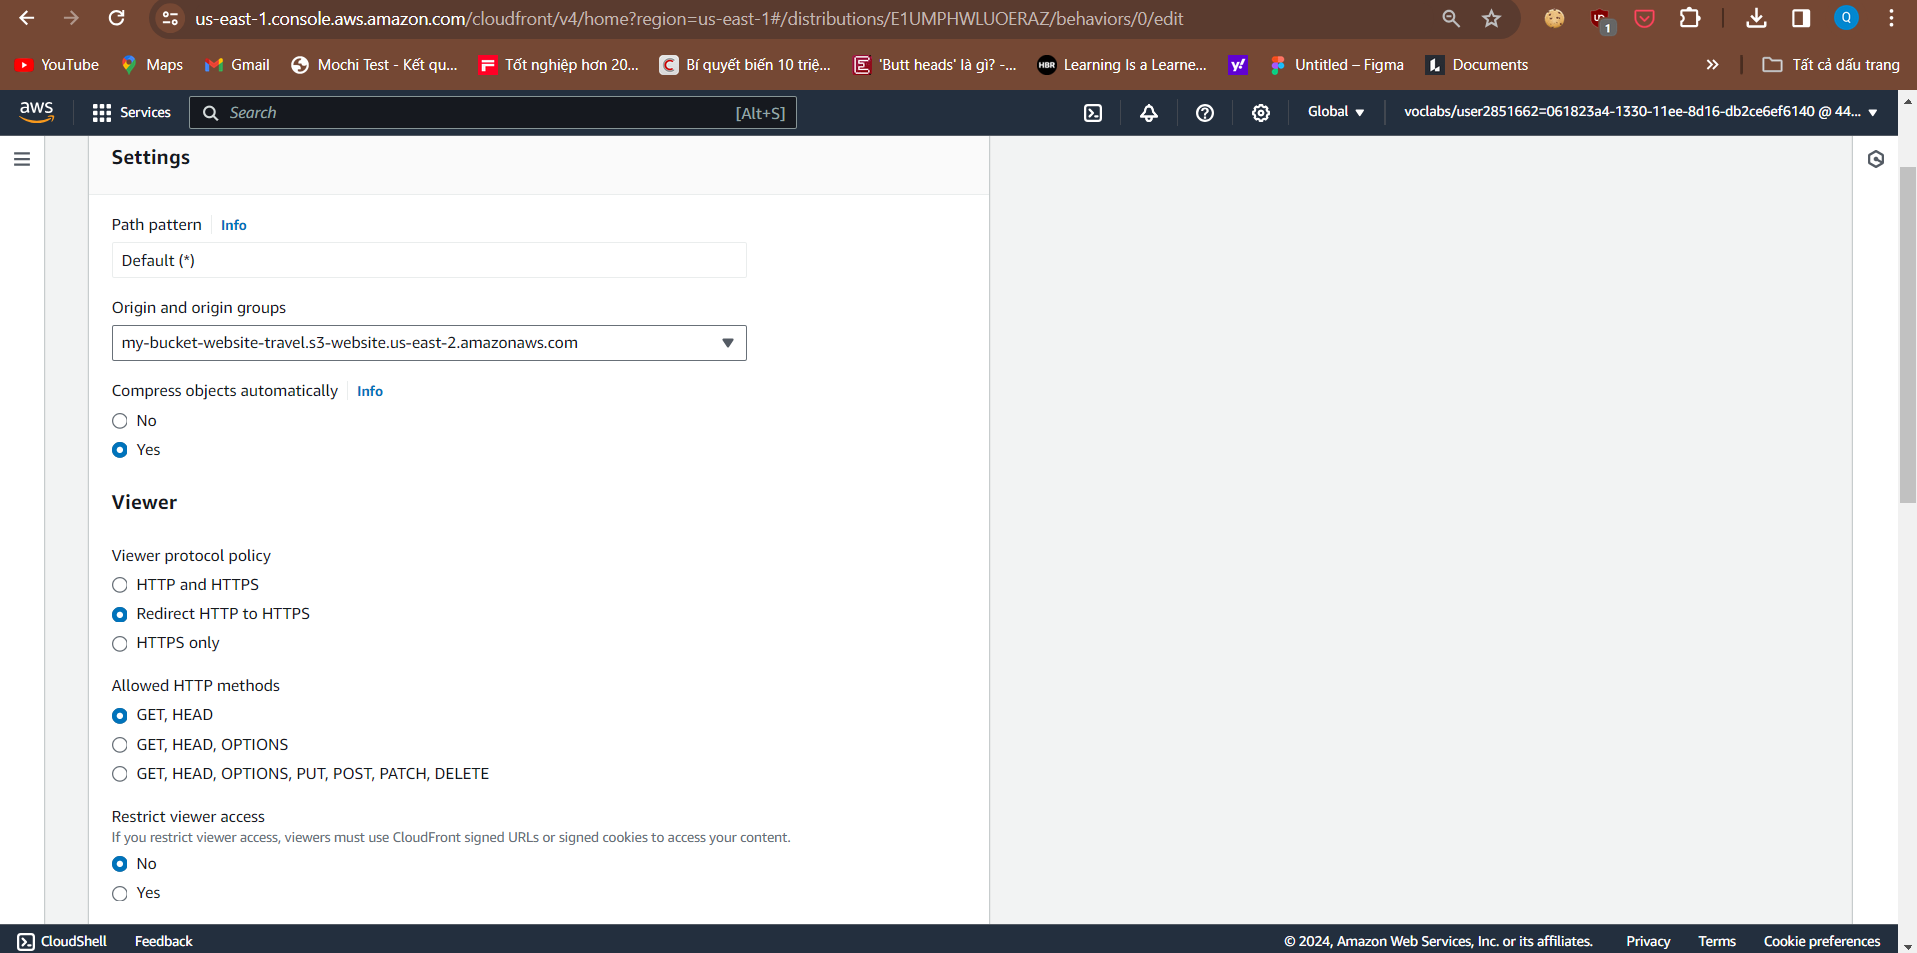 us-east-1.console.aws.amazon.com/cloudfront/v4/home?region=us-east-1#/distributions/E1UMPHWLUOERAZ/behaviors/0/edit
1
Q
YouTube
Maps
Gmail
Mochi Test - Kết qu...
Tốt nghiệp hơn 20...
Bí quyết biến 10 triệ...
'Butt heads' là gì? -...
HBR
Learning Is a Learne...
y!
Untitled – Figma
Documents
Tất cả dấu trang
aws
Services
Search
[Alt+S]
Global
voclabs/user2851662=061823a4-1330-11ee-8d16-db2ce6ef6140 @ 44...
Settings
Path pattern
Info
Default (*)
Origin and origin groups
my-bucket-website-travel.s3-website.us-east-2.amazonaws.com
Compress objects automatically
Info
No
Yes
Viewer
Viewer protocol policy
HTTP and HTTPS
Redirect HTTP to HTTPS
HTTPS only
Allowed HTTP methods
GET, HEAD
GET, HEAD, OPTIONS
GET, HEAD, OPTIONS, PUT, POST, PATCH, DELETE
Restrict viewer access
If you restrict viewer access, viewers must use CloudFront signed URLs or signed cookies to access your content.
No
Yes
CloudShell
Feedback
© 2024, Amazon Web Services, Inc. or its affiliates.
Privacy
Terms
Cookie preferences